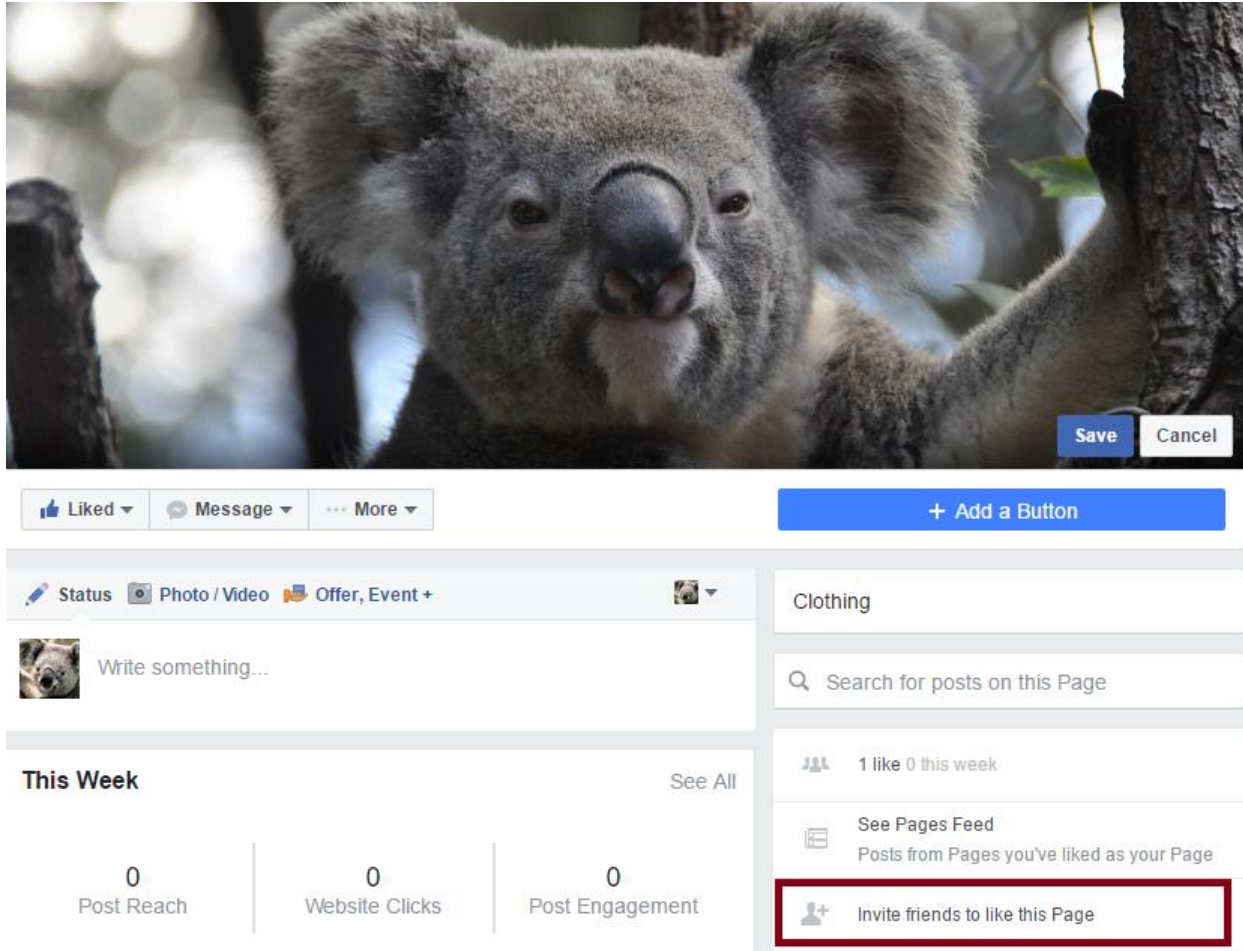 Save Cancel
Liked Message More
+ Add a Button
Status Photo / Video Offer, Event +
Write something...
Clothing
Search for posts on this Page
This Week See All
0 0 0
Post Reach Website Clicks Post Engagement
1 like 0 this week
See Pages Feed
Posts from Pages you've liked as your Page
Invite friends to like this Page